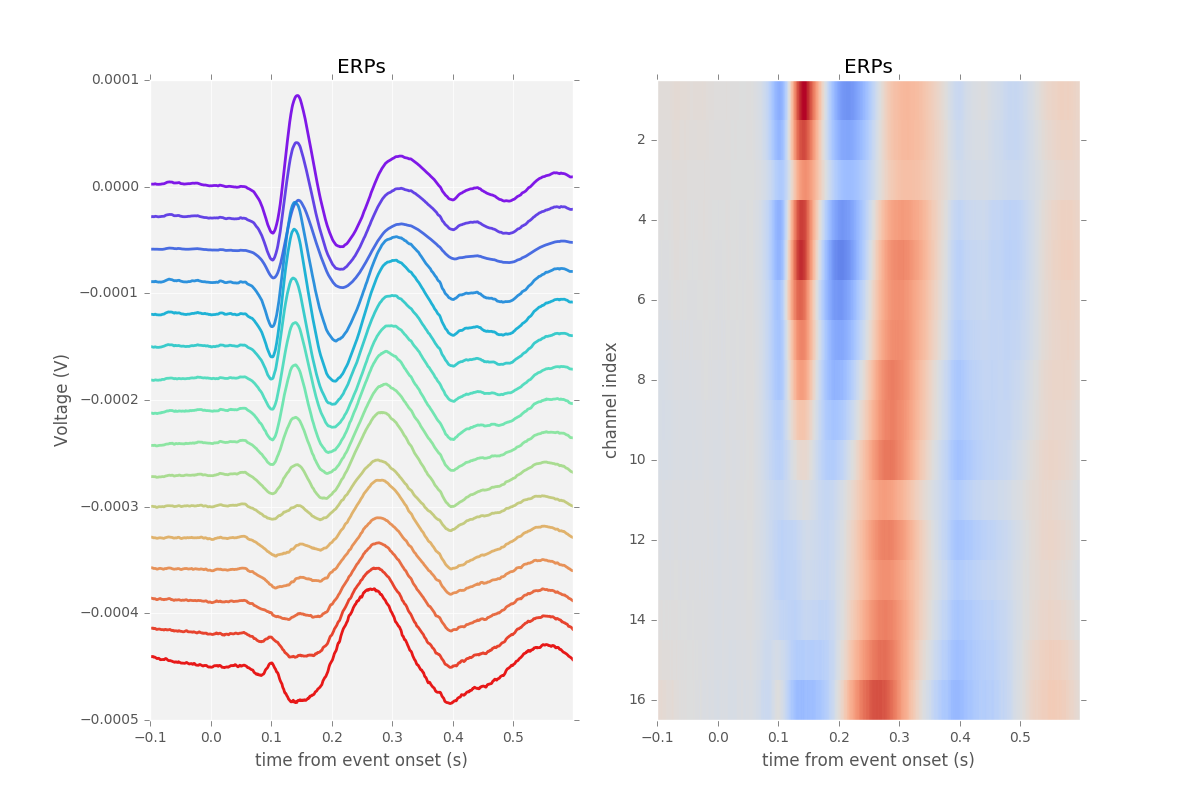 ERPs
0.0001
0.0000
−0.0001
−0.0002
−0.0003
−0.0004
−0.0005
Voltage (V)
−0.1 0.0 0.1 0.2 0.3 0.4 0.5
time from event onset (s)
ERPs
2
4
6
8
10
12
14
16
channel index
−0.1 0.0 0.1 0.2 0.3 0.4 0.5
time from event onset (s)